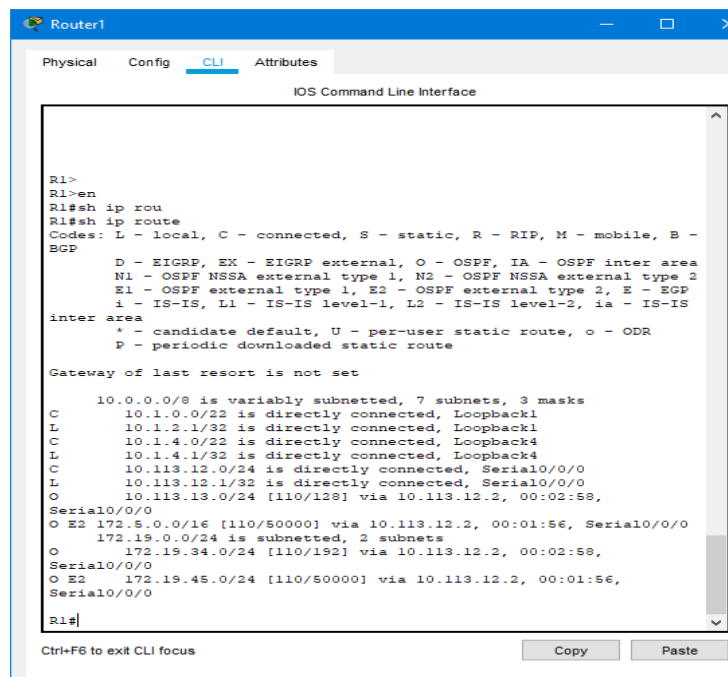 Router1
Physical Config CLI Attributes
IOS Command Line Interface
R1>
R1>en
R1#sh ip rou
R1#sh ip route
Codes: L - local, C - connected, S - static, R - RIP, M - mobile, B -
BGP
D - EIGRP, EX - EIGRP external, O - OSPF, IA - OSPF inter area
N1 - OSPF NSSA external type 1, N2 - OSPF NSSA external type 2
E1 - OSPF external type 1, E2 - OSPF external type 2, E - EGP
i - IS-IS, L1 - IS-IS level-1, L2 - IS-IS level-2, ia - IS-IS
inter area
* - candidate default, U - per-user static route, o - ODR
P - periodic downloaded static route
Gateway of last resort is not set
10.0.0.0/8 is variably subnetted, 7 subnets, 3 masks
C 10.1.0.0/22 is directly connected, Loopback1
L 10.1.2.1/32 is directly connected, Loopback1
C 10.1.4.0/22 is directly connected, Loopback4
L 10.1.4.1/32 is directly connected, Loopback4
C 10.113.12.0/24 is directly connected, Serial0/0/0
L 10.113.12.1/32 is directly connected, Serial0/0/0
O 10.113.13.0/24 [110/128] via 10.113.12.2, 00:02:58,
Serial0/0/0
O E2 172.5.0.0/16 [110/50000] via 10.113.12.2, 00:01:56, Serial0/0/0
172.19.0.0/24 is subnetted, 2 subnets
O 172.19.34.0/24 [110/192] via 10.113.12.2, 00:02:58,
Serial0/0/0
O E2 172.19.45.0/24 [110/50000] via 10.113.12.2, 00:01:56,
Serial0/0/0
R1#
Ctrl+F6 to exit CLI focus
Copy Paste